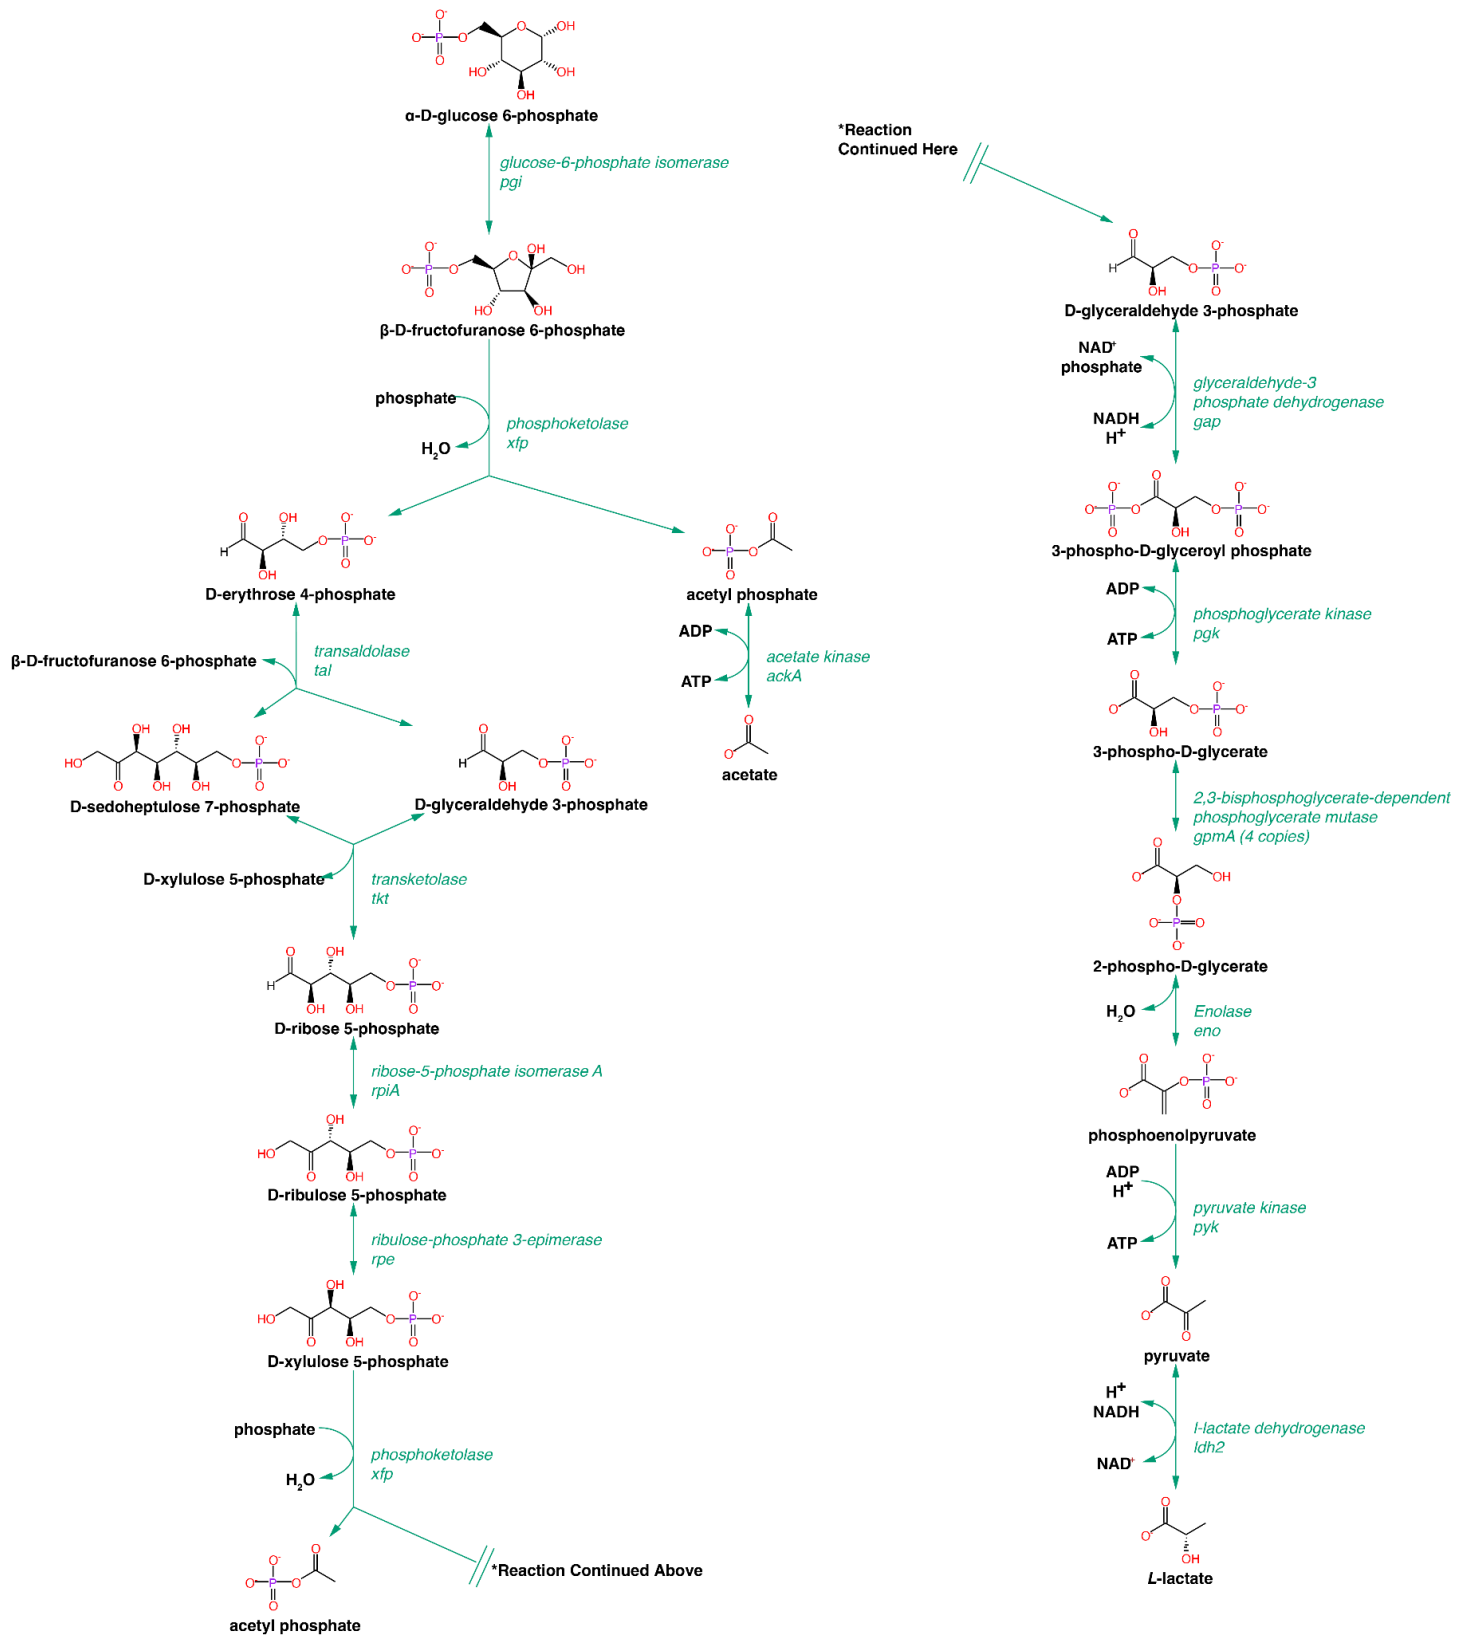 α-D-glucose 6-phosphate
glucose-6-phosphate isomerase
pgi
β-D-fructofuranose 6-phosphate
phosphate
H2O
phosphoketolase
xfp
D-erythrose 4-phosphate
acetyl phosphate
β-D-fructofuranose 6-phosphate
transaldolase
tal
ADP
ATP
acetate kinase
ackA
acetate
D-sedoheptulose 7-phosphate
D-glyceraldehyde 3-phosphate
D-xylulose 5-phosphate
transketolase
tkt
D-ribose 5-phosphate
ribose-5-phosphate isomerase A
rpiA
D-ribulose 5-phosphate
ribulose-phosphate 3-epimerase
rpe
D-xylulose 5-phosphate
phosphate
H2O
phosphoketolase
xfp
*Reaction Continued Above
acetyl phosphate
*Reaction
Continued Here
D-glyceraldehyde 3-phosphate
NAD+
phosphate
NADH
H+
glyceraldehyde-3
phosphate dehydrogenase
gap
3-phospho-D-glyceroyl phosphate
ADP
ATP
phosphoglycerate kinase
pgk
3-phospho-D-glycerate
2,3-bisphosphoglycerate-dependent
phosphoglycerate mutase
gpmA (4 copies)
2-phospho-D-glycerate
H2O
Enolase
eno
phosphoenolpyruvate
ADP
H+
ATP
pyruvate kinase
pyk
pyruvate
H+
NADH
NAD+
l-lactate dehydrogenase
ldh2
L-lactate